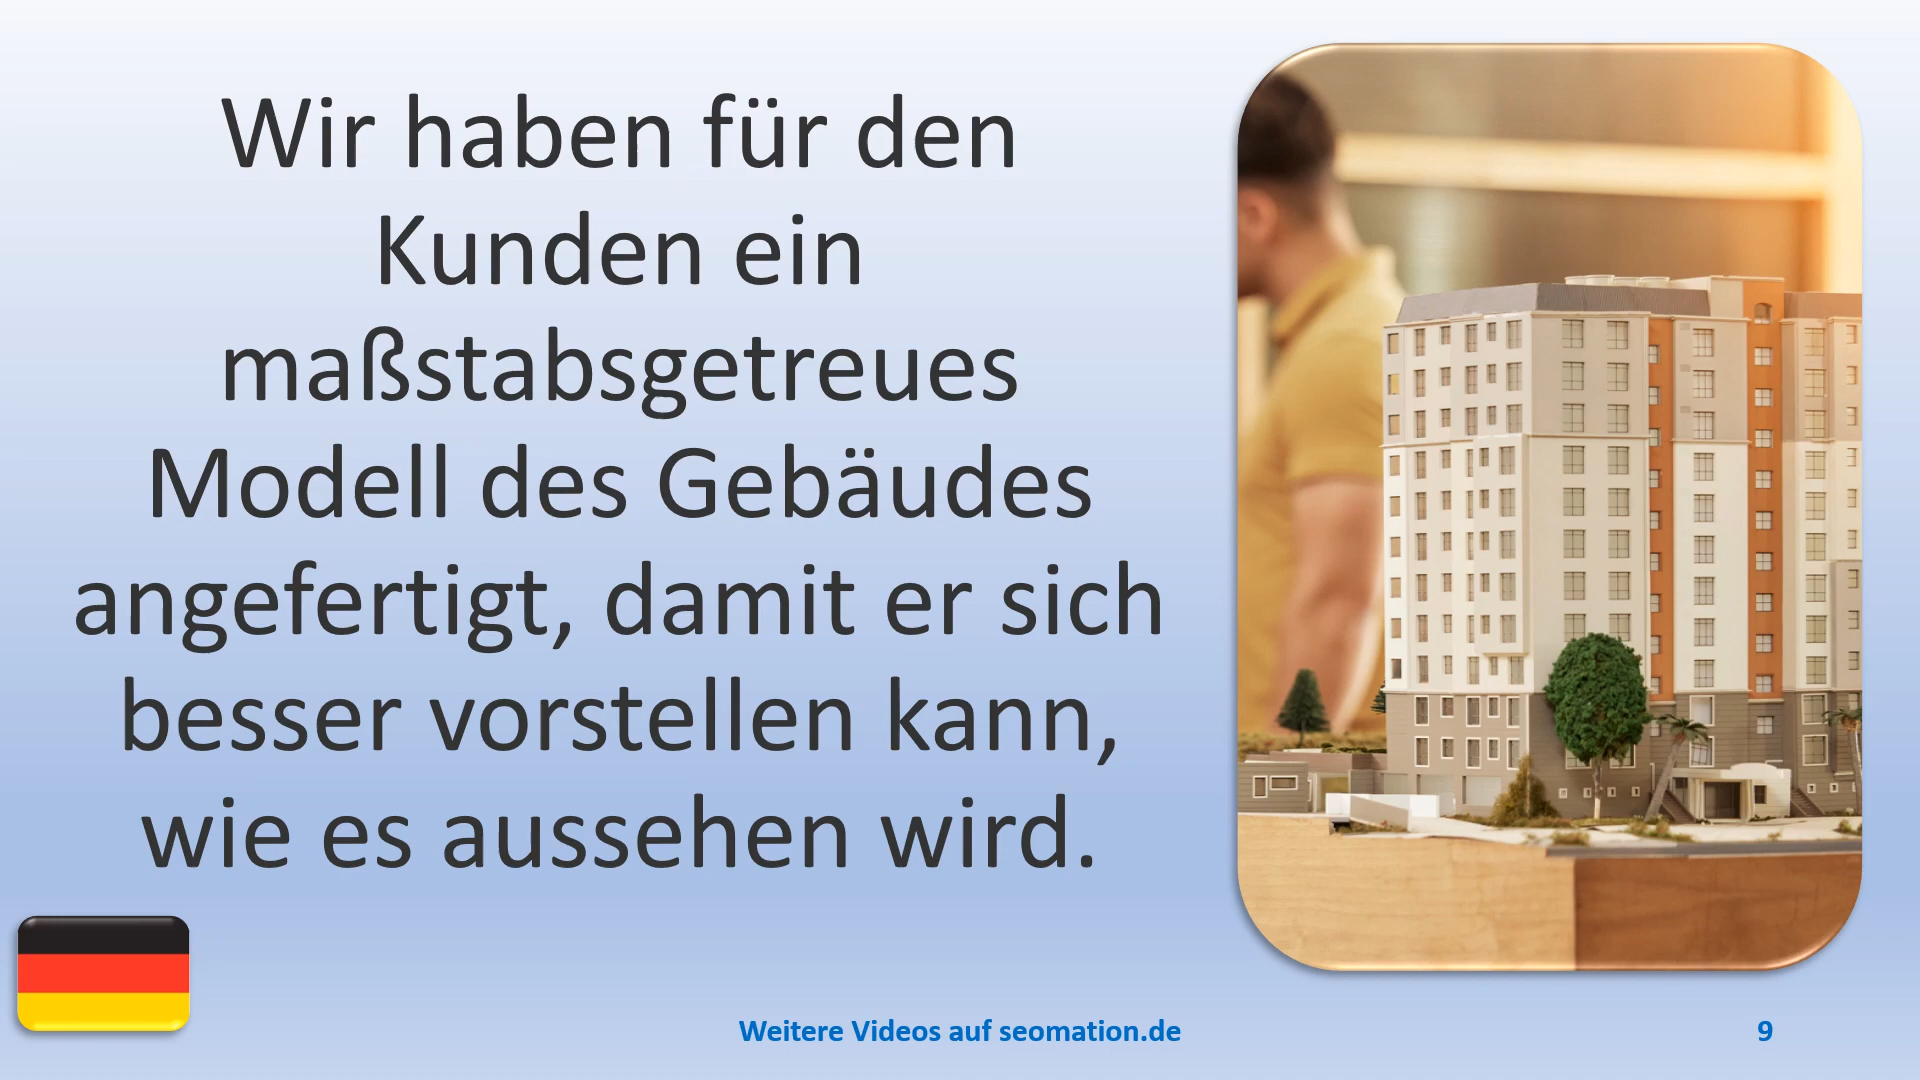 Wir haben für den
Kunden ein
maßstabsgetreues
Modell des Gebäudes
angefertigt, damit er sich
besser vorstellen kann,
wie es aussehen wird.
Weitere Videos auf seomation.de
9